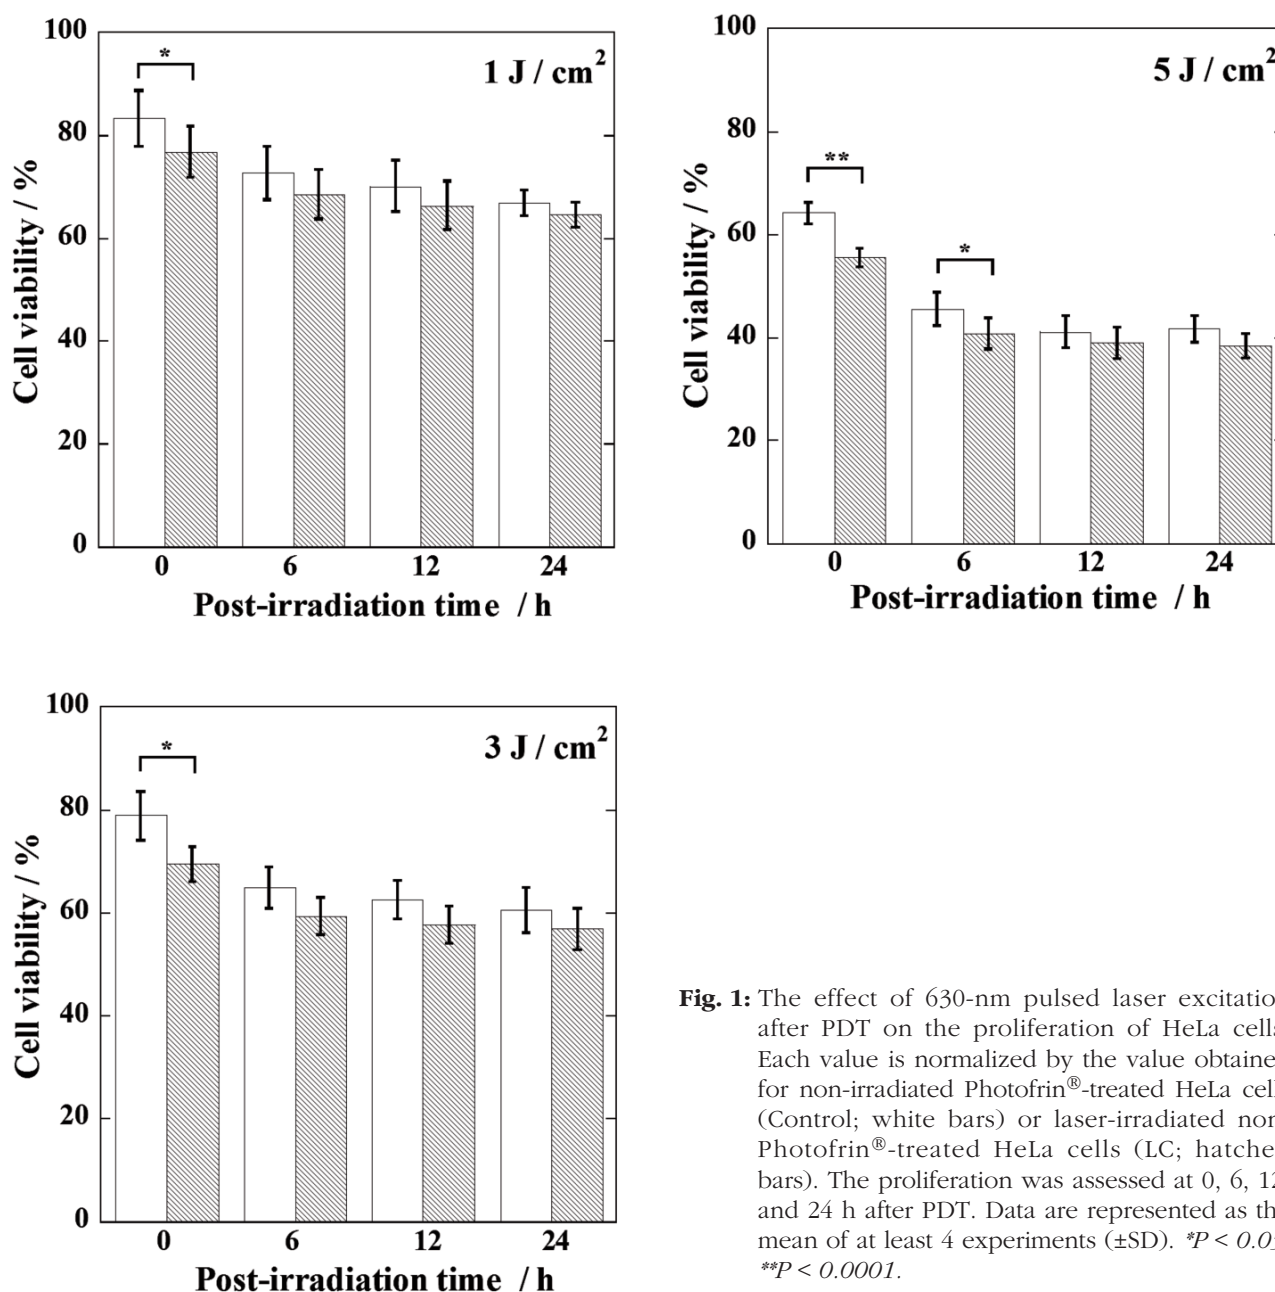 100
80
60
40
20
0
Cell viability / %
*
1 J / cm²
0 6 12 24
Post-irradiation time / h
100
80
60
40
20
0
Cell viability / %
**
*
5 J / cm²
0 6 12 24
Post-irradiation time / h
100
80
60
40
20
0
Cell viability / %
*
3 J / cm²
0 6 12 24
Post-irradiation time / h
Fig. 1: The effect of 630-nm pulsed laser excitation
after PDT on the proliferation of HeLa cells
Each value is normalized by the value
for non-irradiated Photofrin®-treated HeLa
(Control; white bars) or laser-irradiated non
Photofrin®-treated HeLa cells (LC;
bars). The proliferation was assessed at 0, 6, 12
and 24 h after PDT. Data are represented as
mean of at least 4 experiments (±SD). *P <
**P < 0.0001.